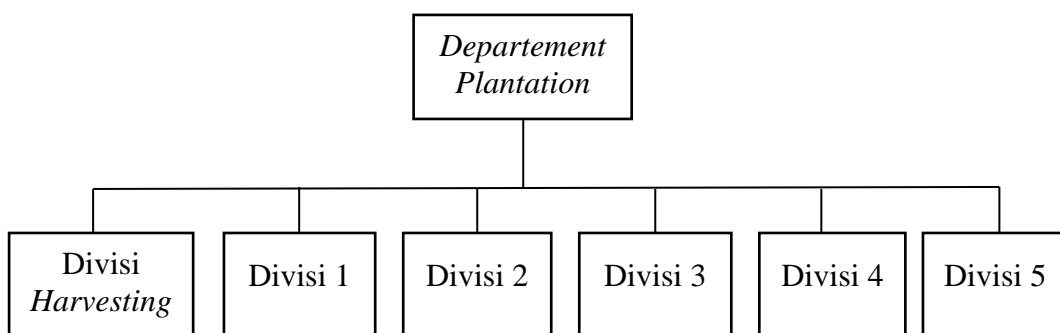 Departement
Plantation
Divisi
Harvesting
Divisi 1
Divisi 2
Divisi 3
Divisi 4
Divisi 5